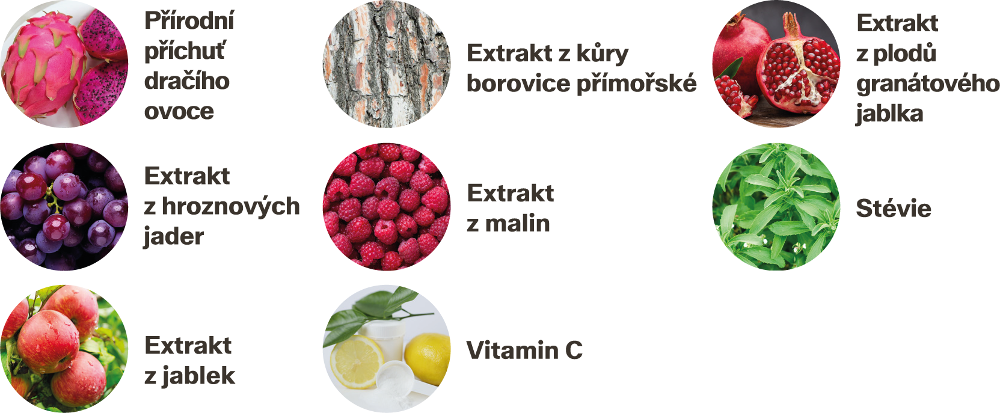 Přírodní
příchuť
dračího
ovoce
Extrakt z kůry
borovice přímořské
Extrakt
z plodů
granátového
jablka
Extrakt
z hroznových
jader
Extrakt
z malin
Stévie
Extrakt
z jablek
Vitamin C